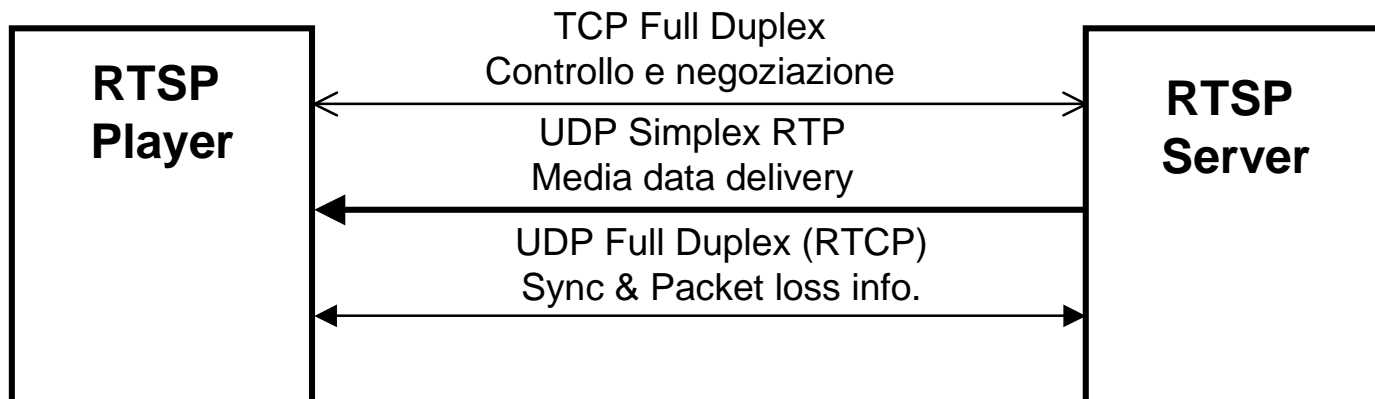 RTSP
Player
TCP Full Duplex
Controllo e negoziazione
UDP Simplex RTP
Media data delivery
UDP Full Duplex (RTCP)
Sync & Packet loss info.
RTSP
Server